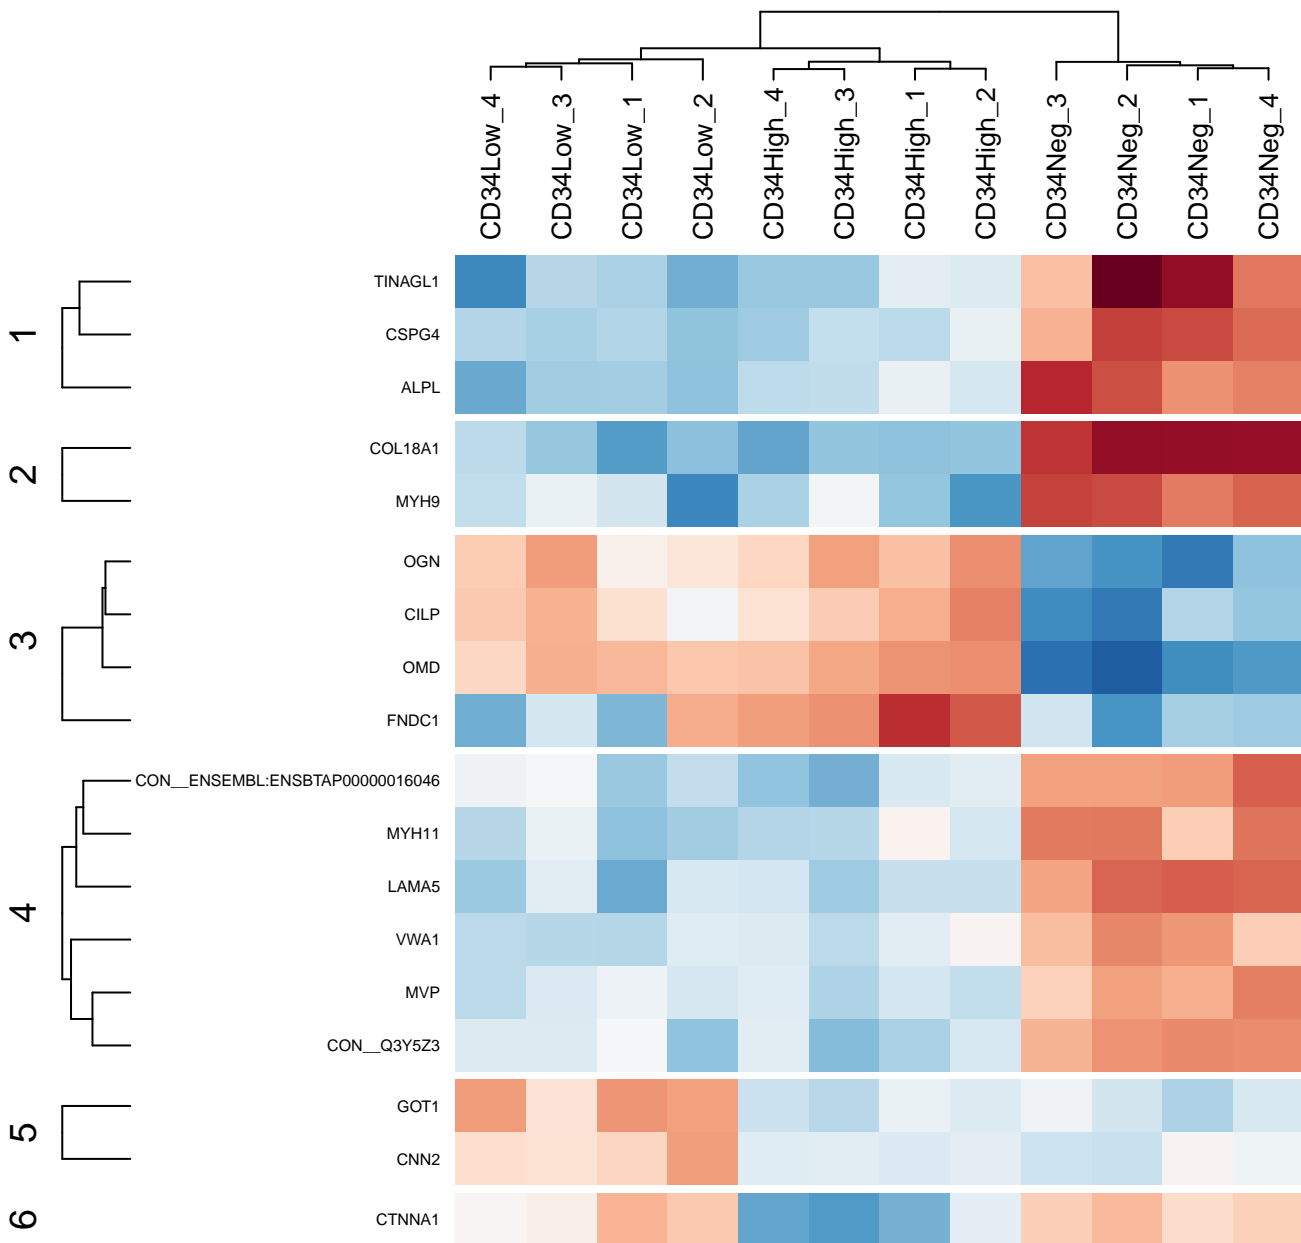 CD34Low_4
CD34Low_3
CD34Low_1
CD34Low_2
CD34High_4
CD34High_3
CD34High_1
CD34High_2
CD34Neg_3
CD34Neg_2
CD34Neg_1
CD34Neg_4
1
TINAGL1
CSPG4
ALPL
2
COL18A1
MYH9
3
OGN
CILP
OMD
FNDC1
4
CON__ENSEMBL:ENSBTAP00000016046
MYH11
LAMA5
VWA1
MVP
CON__Q3Y5Z3
5
GOT1
CNN2
6
CTNNA1